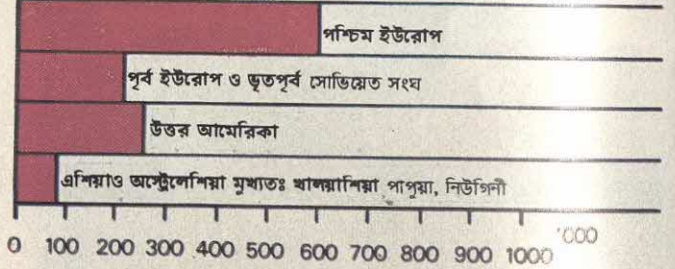 পশ্চিম ইউরোপ
পূর্ব ইউরোপ ও ভূতপূর্ব সোভিয়েত সংঘ
উত্তর আমেরিকা
এশিয়াও অস্ট্রেলেশিয়া মুখ্যতঃ মালয়াশিয়া পাপুয়া, নিউগিনী
0 100 200 300 400 500 600 700 800 900 1000 '000